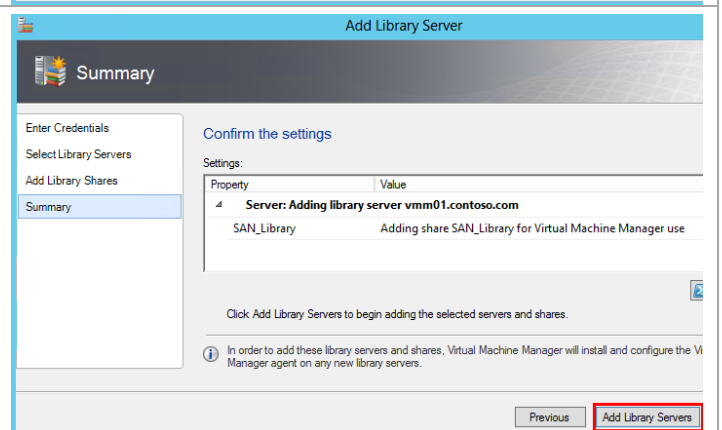 Add Library Server
Summary
Enter Credentials
Select Library Servers
Add Library Shares
Summary
Confirm the settings
Settings:
Property Value
Server: Adding library server vmm01.contoso.com
SAN_Library Adding share SAN_Library for Virtual Machine Manager use
Click Add Library Servers to begin adding the selected servers and shares.
In order to add these library servers and shares, Virtual Machine Manager will install and configure the
Manager agent on any new library servers.
Previous Add Library Servers